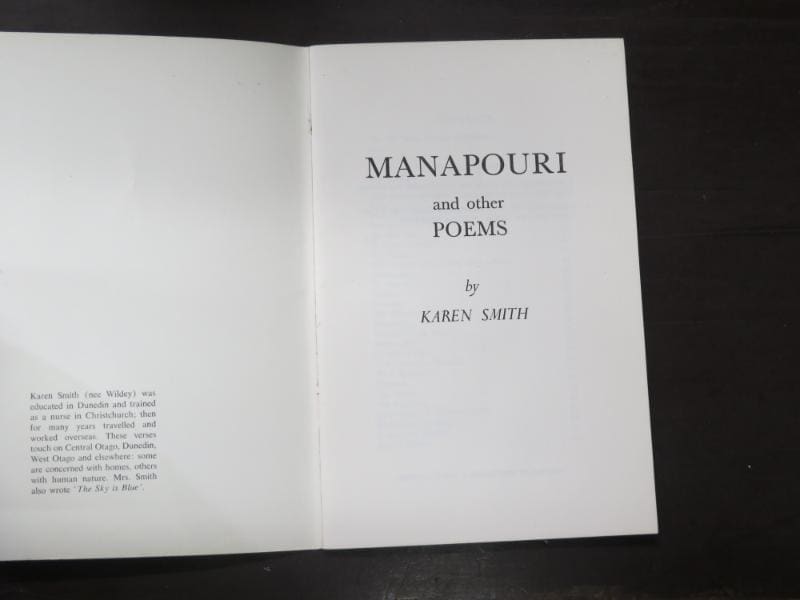 Karen Smith (nee Wildey) was
educated in Dunedin and trained
as a nurse in Christchurch; then
for many years travelled and
worked overseas. These verses
touch on Central Otago, Dunedin,
West Otago and elsewhere: some
are concerned with homes, others
with human nature. Mrs. Smith
also wrote 'The Sky is Blue'.
MANAPOURI
and other
POEMS
by
KAREN SMITH